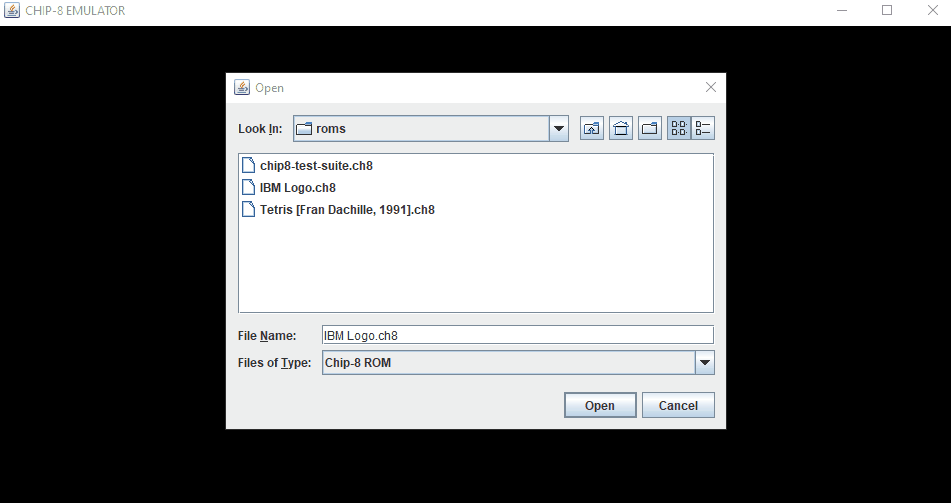 CHIP-8 EMULATOR
Open
Look In: roms
chip8-test-suite.ch8
IBM Logo.ch8
Tetris [Fran Dachille, 1991].ch8
File Name: IBM Logo.ch8
Files of Type: Chip-8 ROM
Open Cancel